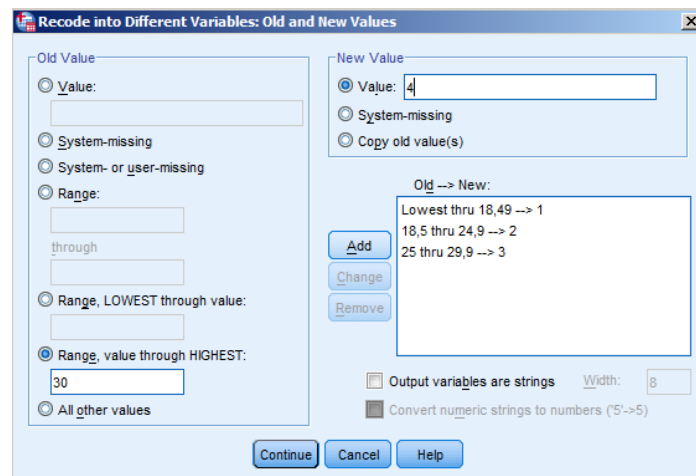 Recode into Different Variables: Old and New Values
Old Value
Value:
System-missing
System- or user-missing
Range:
through
Range, LOWEST through value:
Range, value through HIGHEST:
30
All other values
New Value
Value: 4
System-missing
Copy old value(s)
Old --> New:
Lowest thru 18,49 --> 1
18,5 thru 24,9 --> 2
25 thru 29,9 --> 3
Add
Change
Remove
Output variables are strings Width: 8
Convert numeric strings to numbers ('5'->5)
Continue Cancel Help